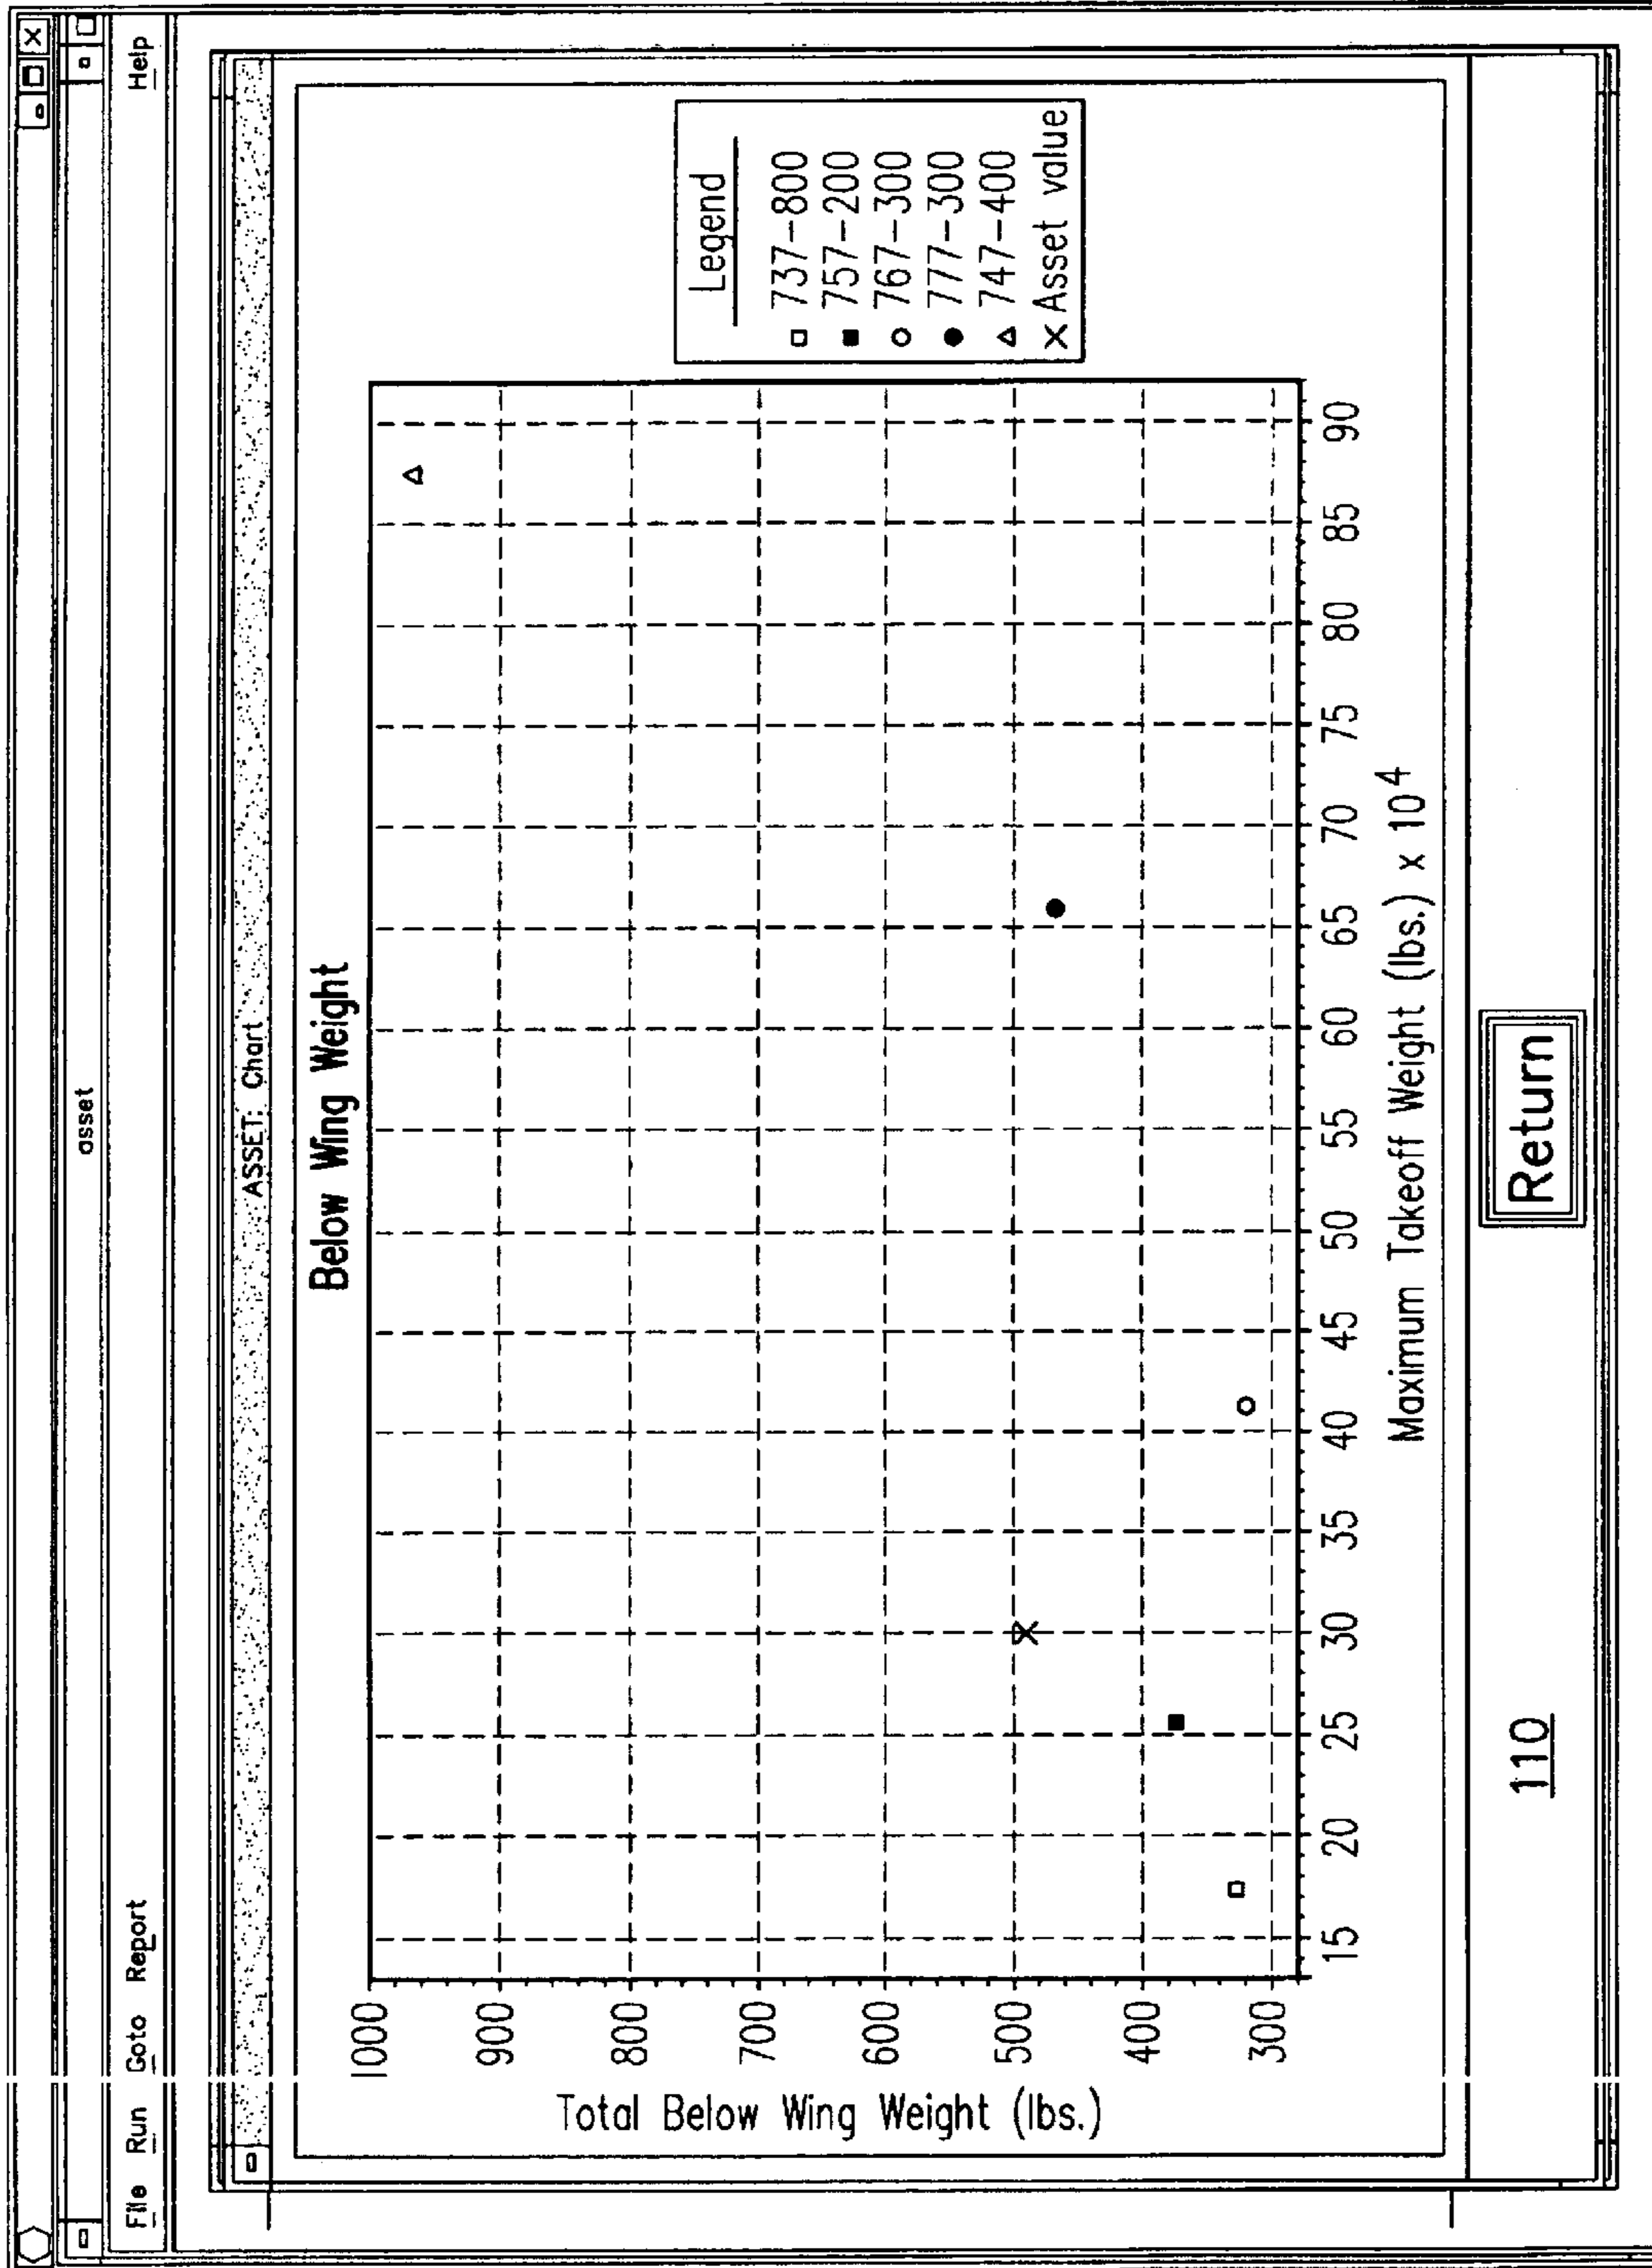 asset
File Run Goto Report Help
ASSET: Chart
Below Wing Weight
Total Below Wing Weight (lbs.)
1000
900
800
700
600
500
400
300
15 20 25 30 35 40 45 50 55 60 65 70 75 80 85 90
Maximum Takeoff Weight (lbs.) x 10⁴
Legend
737-800
757-200
767-300
777-300
747-400
Asset value
110
Return